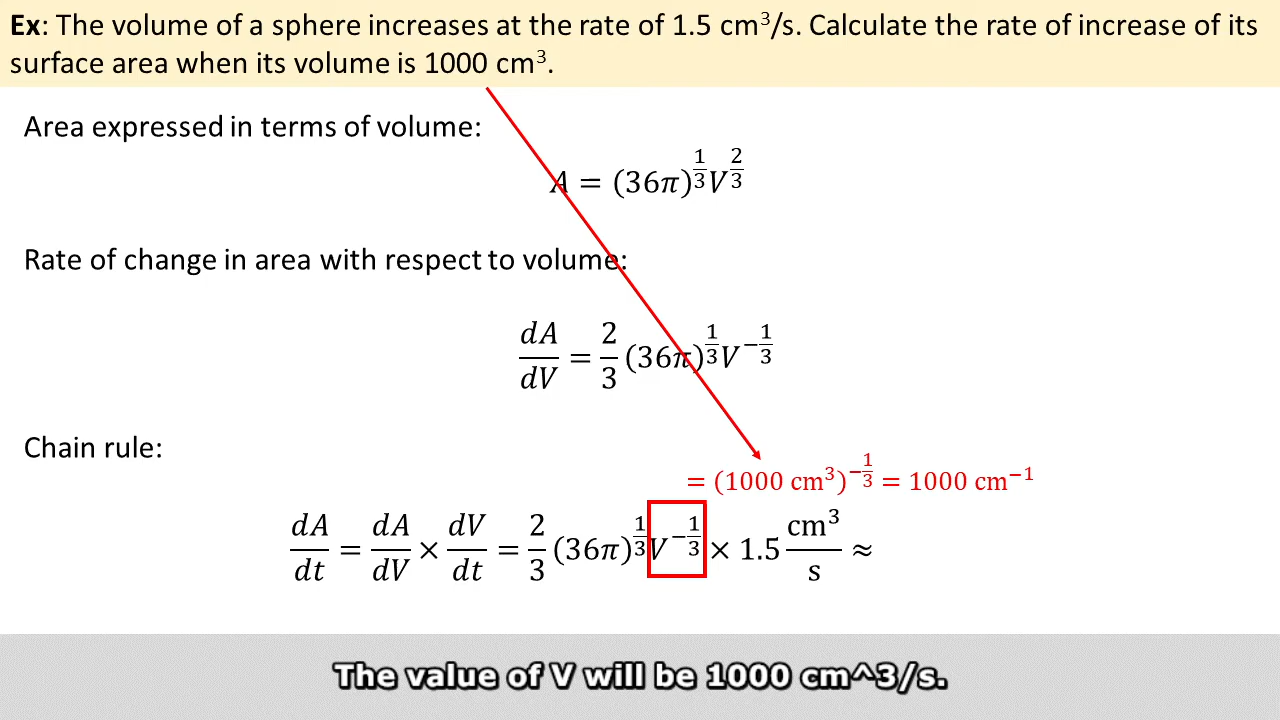 Ex: The volume of a sphere increases at the rate of 1.5 cm³/s. Calculate the rate of increase of its
surface area when its volume is 1000 cm³.
Area expressed in terms of volume:
A = (36π)^(1/3) V^(2/3)
Rate of change in area with respect to volume:
dA/dV = 2/3 (36π)^(1/3) V^(−1/3)
Chain rule:
= (1000 cm³)^(−1/3) = 1000 cm⁻¹
dA/dt = dA/dV × dV/dt = 2/3 (36π)^(1/3) V^(−1/3) × 1.5 cm³/s ≈
The value of V will be 1000 cm^3/s.